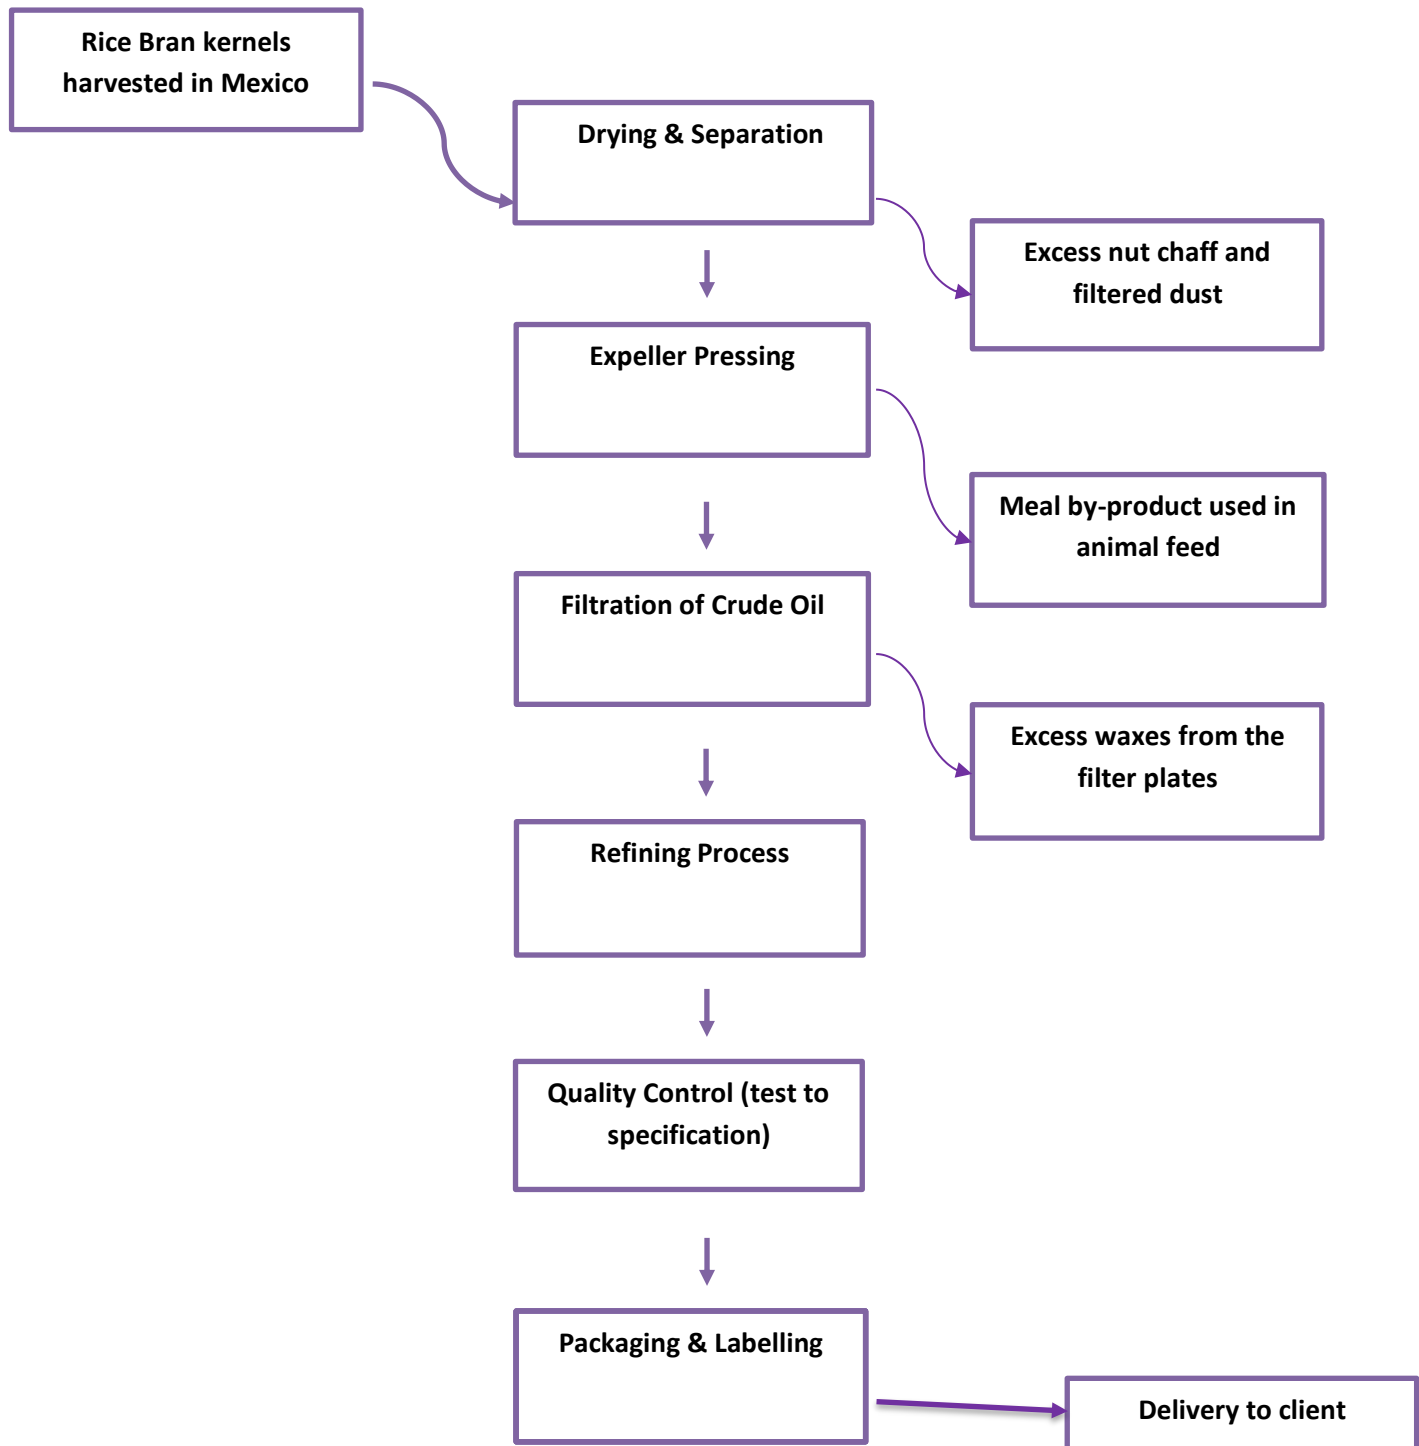 Rice Bran kernels
harvested in Mexico
Drying & Separation
Excess nut chaff and
filtered dust
Expeller Pressing
Meal by-product used in
animal feed
Filtration of Crude Oil
Excess waxes from the
filter plates
Refining Process
Quality Control (test to
specification)
Packaging & Labelling
Delivery to client